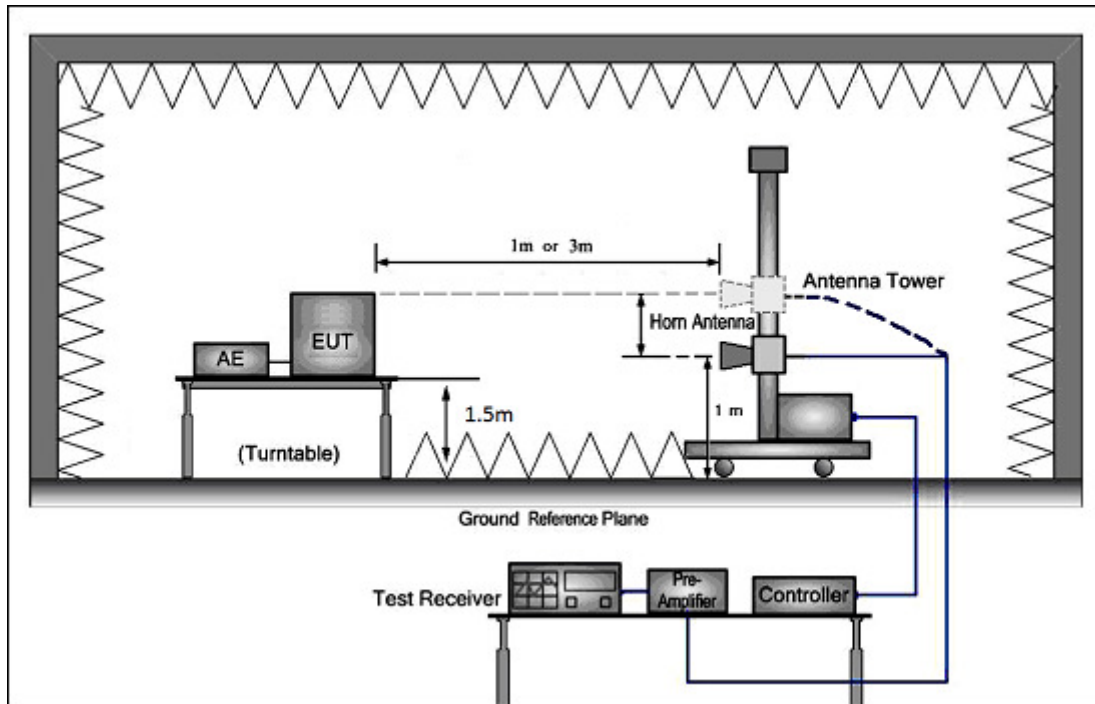 1m or 3m
Antenna Tower
Horn Antenna
EUT
AE
1.5m
1 m
(Turntable)
Ground Reference Plane
Test Receiver
Pre-
Amplifier
Controller